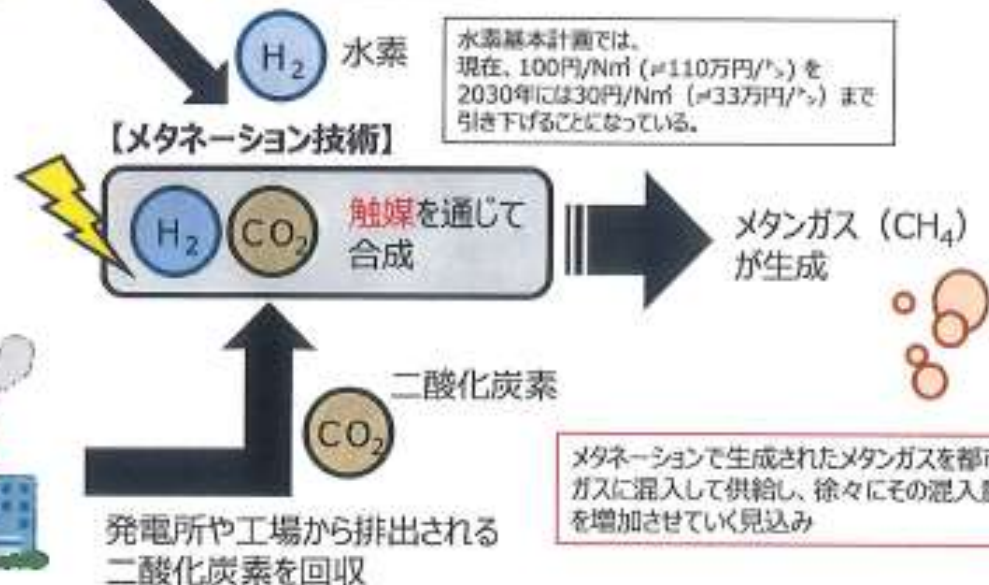 H₂
水素
水素基本計画では、
現在、100円/Nm³(≓110万円/㌧)を
2030年には30円/Nm³(≓33万円/㌧)まで
引き下げることになっている。
【メタネーション技術】
H₂ CO₂ 触媒を通じて
合成
メタンガス(CH₄)
が生成
二酸化炭素
CO₂
発電所や工場から排出される
二酸化炭素を回収
メタネーションで生成されたメタンガスを都市
ガスに混入して供給し、徐々にその混入
を増加させていく見込み